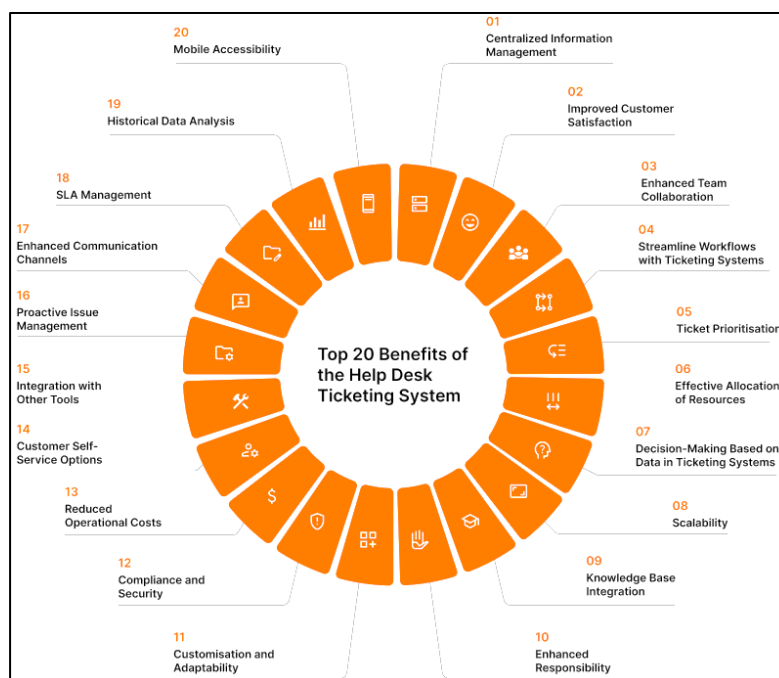 20
Mobile Accessibility
01
Centralized Information
Management
19
Historical Data Analysis
02
Improved Customer
Satisfaction
18
SLA Management
03
Enhanced Team
Collaboration
17
Enhanced Communication
Channels
04
Streamline Workflows
with Ticketing Systems
16
Proactive Issue
Management
05
Ticket Prioritisation
Top 20 Benefits of
the Help Desk
Ticketing System
15
Integration with
Other Tools
06
Effective Allocation
of Resources
14
Customer Self-
Service Options
07
Decision-Making Based on
Data in Ticketing Systems
13
Reduced
Operational Costs
08
Scalability
12
Compliance and
Security
09
Knowledge Base
Integration
11
Customisation and
Adaptability
10
Enhanced
Responsibility